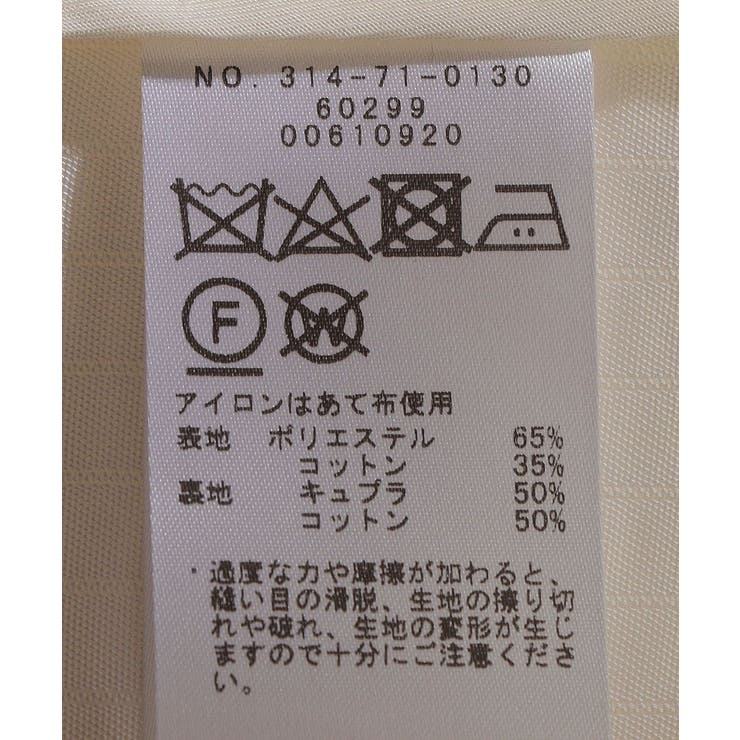 NO. 314-71-0130
60299
00610920
F
W
アイロンはあて布使用
表地 ポリエステル 65%
コットン 35%
裏地 キュプラ 50%
コットン 50%
・過度な力や摩擦が加わると、
縫い目の滑脱、生地の擦り切
れや破れ、生地の変形が生じ
ますので十分にご注意くださ
い。